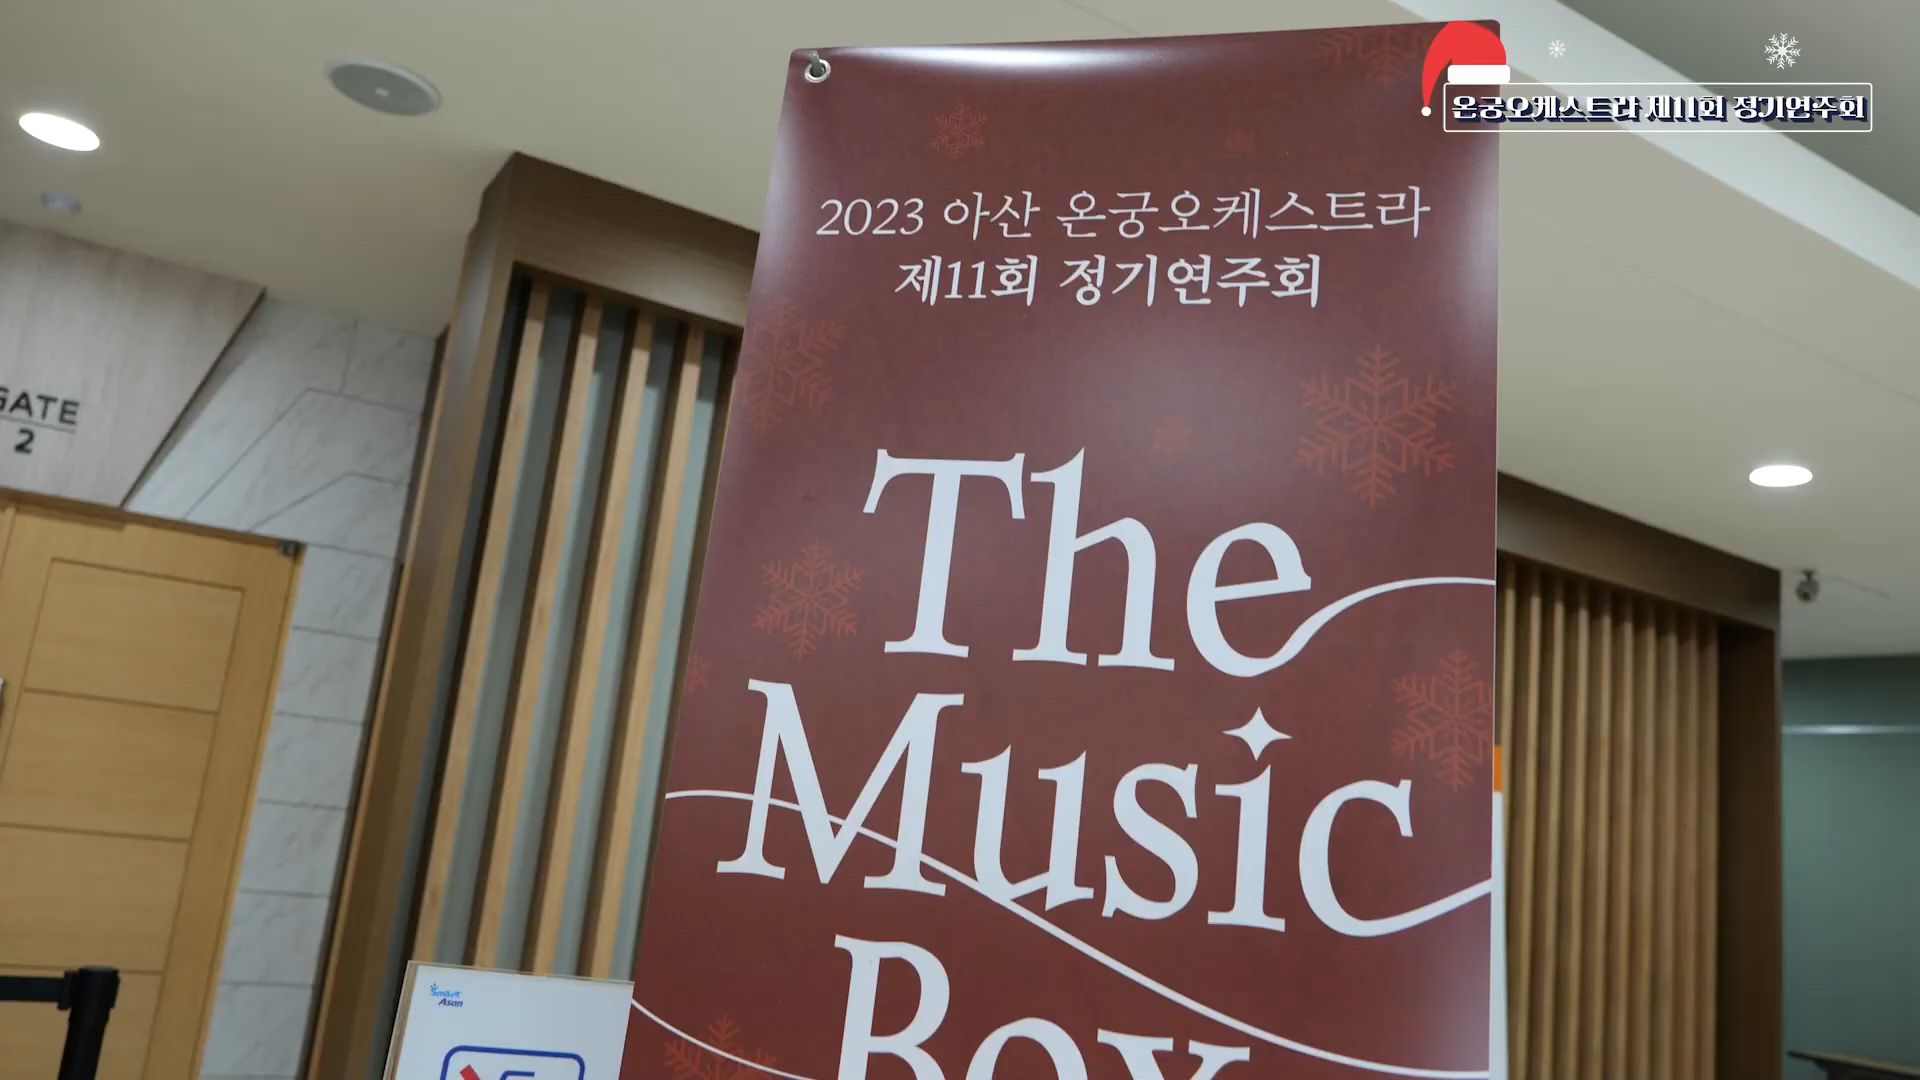 온궁오케스트라 제11회 정기연주회
2023 아산 온궁오케스트라
제11회 정기연주회
The
Music
Box
GATE
2
Smart
Asan